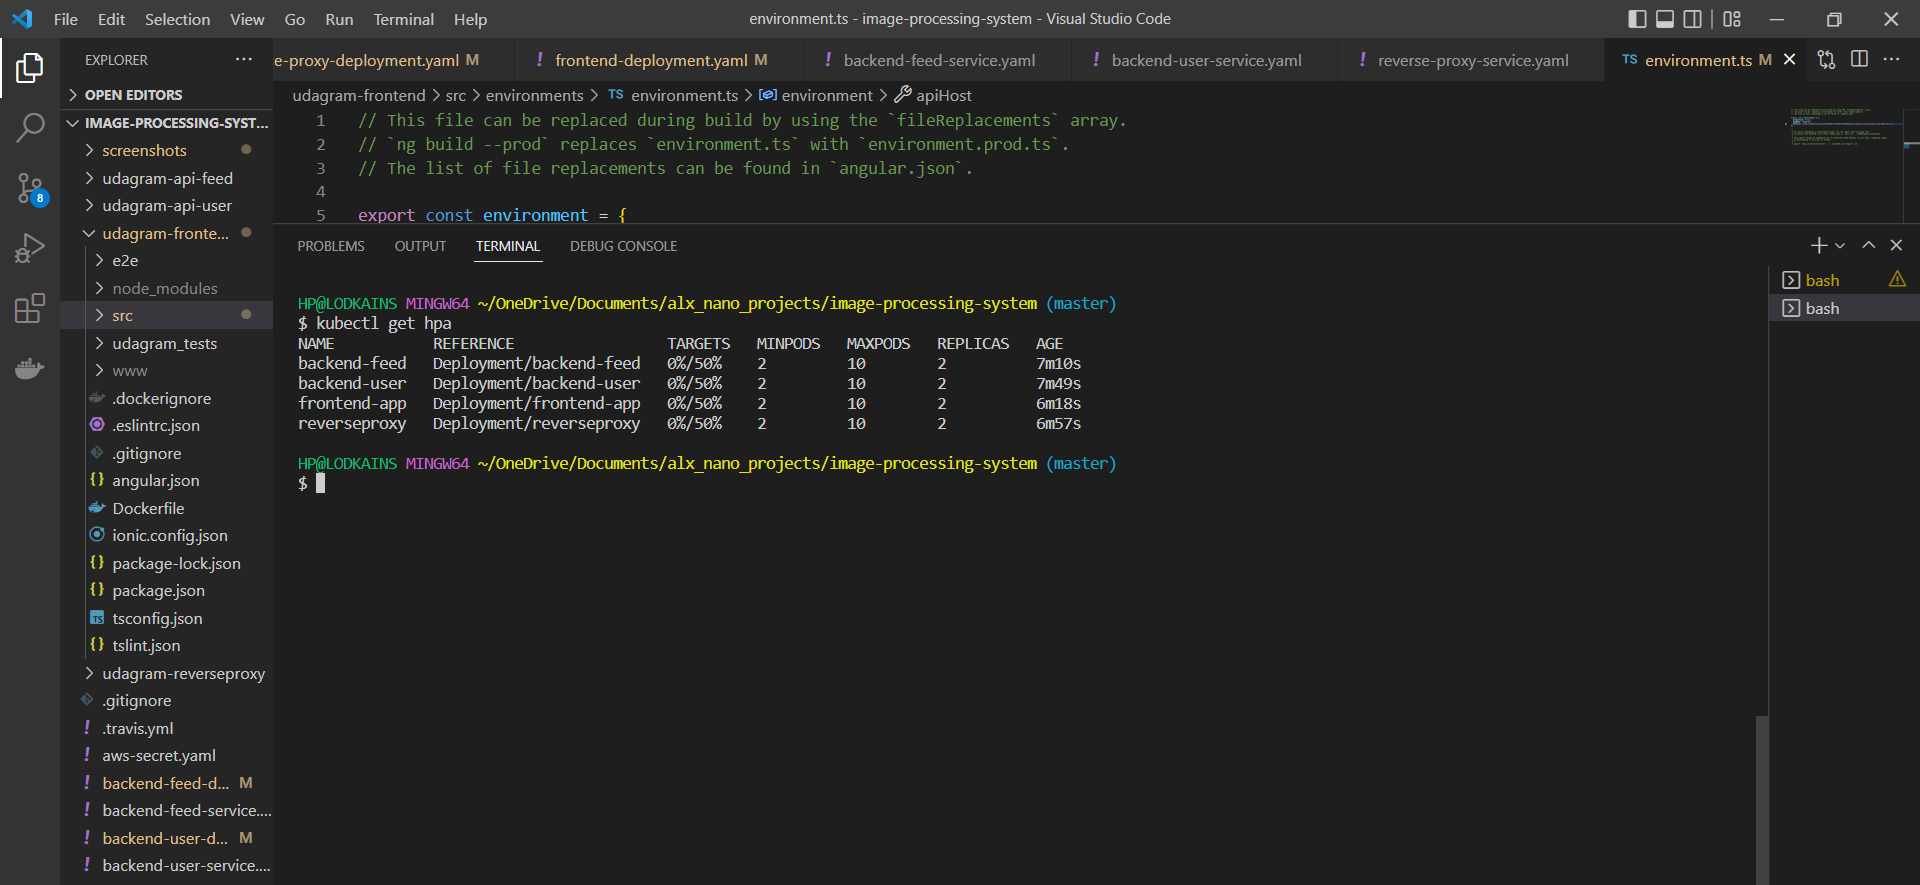 File Edit Selection View Go Run Terminal Help
environment.ts - image-processing-system - Visual Studio Code
EXPLORER
e-proxy-deployment.yaml M
! frontend-deployment.yaml M
! backend-feed-service.yaml
! backend-user-service.yaml
! reverse-proxy-service.yaml
TS environment.ts M
OPEN EDITORS
IMAGE-PROCESSING-SYST...
screenshots
udagram-api-feed
udagram-api-user
udagram-fronte...
e2e
node_modules
src
udagram_tests
www
.dockerignore
.eslintrc.json
.gitignore
{} angular.json
Dockerfile
ionic.config.json
{} package-lock.json
{} package.json
TS tsconfig.json
{} tslint.json
udagram-reverseproxy
.gitignore
! .travis.yml
! aws-secret.yaml
! backend-feed-d... M
! backend-feed-service....
! backend-user-d... M
! backend-user-service....
8
udagram-frontend > src > environments > TS environment.ts > environment > apiHost
1 // This file can be replaced during build by using the `fileReplacements` array.
2 // `ng build --prod` replaces `environment.ts` with `environment.prod.ts`.
3 // The list of file replacements can be found in `angular.json`.
4
5 export const environment = {
PROBLEMS OUTPUT TERMINAL DEBUG CONSOLE
HP@LODKAINS MINGW64 ~/OneDrive/Documents/alx_nano_projects/image-processing-system (master)
$ kubectl get hpa
NAME REFERENCE TARGETS MINPODS MAXPODS REPLICAS AGE
backend-feed Deployment/backend-feed 0%/50% 2 10 2 7m10s
backend-user Deployment/backend-user 0%/50% 2 10 2 7m49s
frontend-app Deployment/frontend-app 0%/50% 2 10 2 6m18s
reverseproxy Deployment/reverseproxy 0%/50% 2 10 2 6m57s
HP@LODKAINS MINGW64 ~/OneDrive/Documents/alx_nano_projects/image-processing-system (master)
$
bash
bash